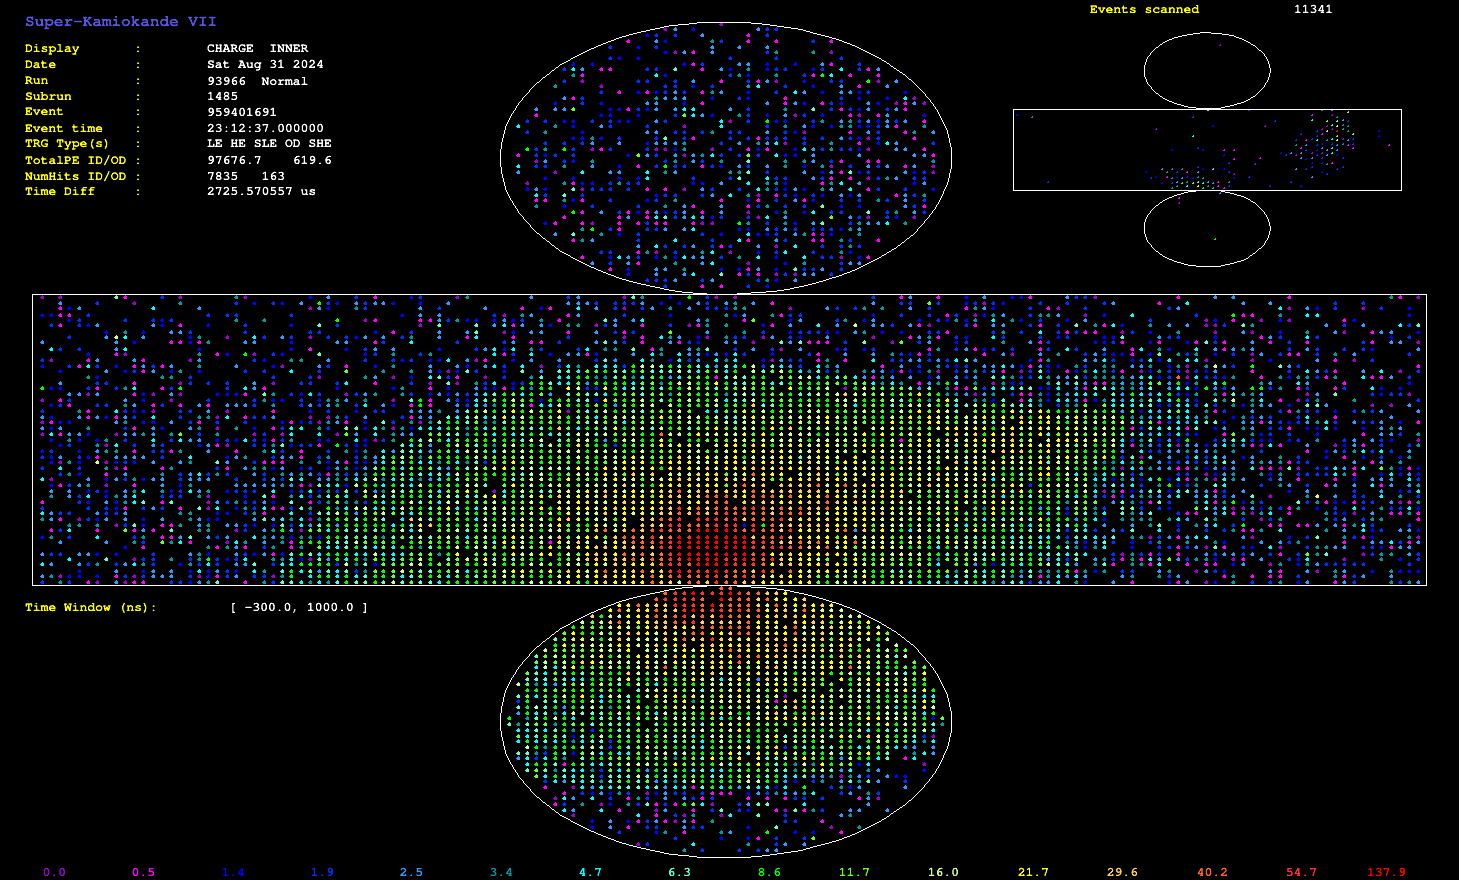 Super-Kamiokande VII
Events scanned 11341
Display : CHARGE INNER
Date : Sat Aug 31 2024
Run : 93966 Normal
Subrun : 1485
Event : 959401691
Event time : 23:12:37.000000
TRG Type(s) : LE HE SLE OD SHE
TotalPE ID/OD : 97676.7 619.6
NumHits ID/OD : 7835 163
Time Diff : 2725.570557 us
Time Window (ns): [ -300.0, 1000.0 ]
0.0 0.5 1.4 1.9 2.5 3.4 4.7 6.3 8.6 11.7 16.0 21.7 29.6 40.2 54.7 137.9